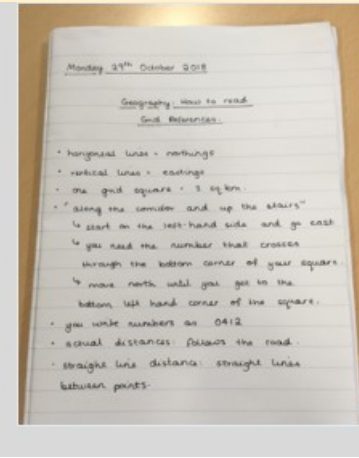 Monday 29th October 2018
Geography: How to read
Grid References.
• horizontal lines = northings
• vertical lines = eastings
• one grid square = 1 sq km.
• "along the corridor and up the stairs"
↳ start on the left-hand side and go east
↳ you need the number that crosses
through the bottom corner of your square.
↳ move north until you get to the
bottom left hand corner of the square.
• you write numbers as 0412
• actual distances: follows the road.
• straight line distance: straight lines
between points.